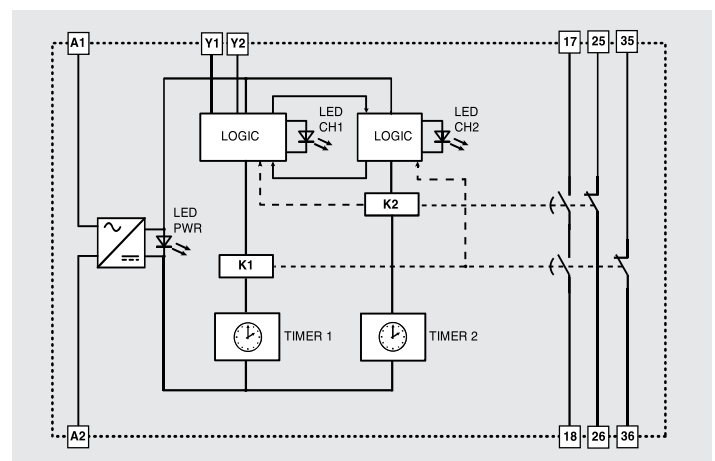 A1
Y1 Y2
17 25 35
LED
CH1
LED
CH2
LOGIC
LOGIC
K2
LED
PWR
K1
TIMER 1
TIMER 2
A2
18 26 36